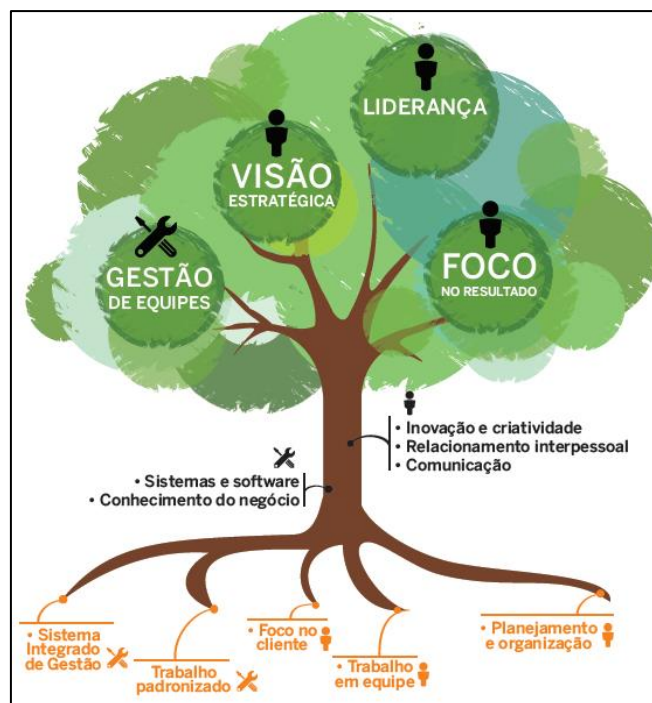 LIDERANÇA
VISÃO
ESTRATÉGICA
GESTÃO
DE EQUIPES
FOCO
NO RESULTADO
• Inovação e criatividade
• Relacionamento interpessoal
• Comunicação
• Sistemas e software
• Conhecimento do negócio
• Sistema
Integrado
de Gestão
Trabalho
padronizado
• Foco no
cliente
• Trabalho
em equipe
• Planejamento
e organização